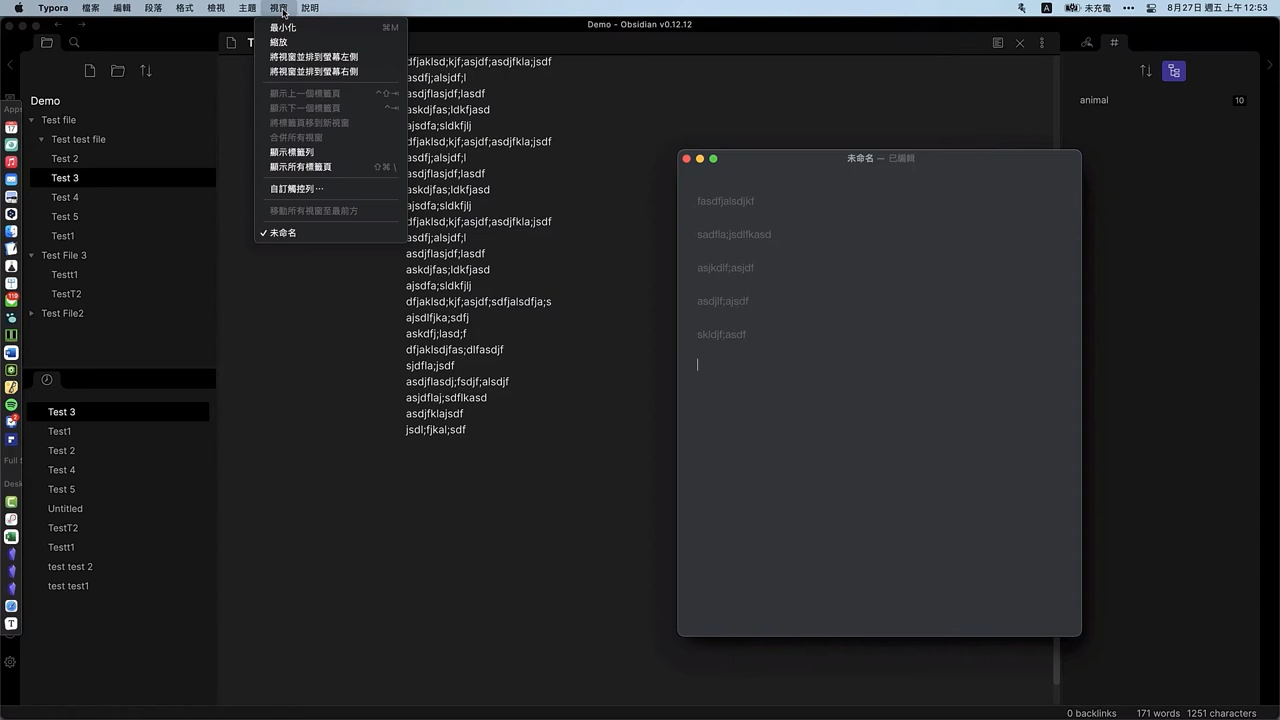 Typora 檔案 編輯 段落 格式 檢視 主題 視窗 說明
A 未充電 8月27日 週五 上午 12:53
Demo - Obsidian v0.12.12
最小化 ⌘M
縮放
將視窗並排到螢幕左側
將視窗並排到螢幕右側
顯示上一個標籤頁 ⌃⇧⇥
顯示下一個標籤頁 ⌃⇥
將標籤頁移到新視窗
合併所有視窗
顯示標籤列
顯示所有標籤頁 ⇧⌘\
自訂觸控列⋯
移動所有視窗至最前方
✓ 未命名
Apps
17
119
2
Full S
Desk
T
Demo
Test file
Test test file
Test 2
Test 3
Test 4
Test 5
Test1
Test File 3
Testt1
TestT2
Test File2
Test 3
Test1
Test 2
Test 4
Test 5
Untitled
TestT2
Testt1
test test 2
test test1
T
dfjaklsd;kjf;asjdf;asdjfkla;jsdf
asdfj;alsjdf;l
asdjflasjdf;lasdf
askdjfas;ldkfjasd
ajsdfa;sldkfjlj
dfjaklsd;kjf;asjdf;asdjfkla;jsdf
asdfj;alsjdf;l
asdjflasjdf;lasdf
askdjfas;ldkfjasd
ajsdfa;sldkfjlj
dfjaklsd;kjf;asjdf;asdjfkla;jsdf
asdfj;alsjdf;l
asdjflasjdf;lasdf
askdjfas;ldkfjasd
ajsdfa;sldkfjlj
dfjaklsd;kjf;asjdf;sdfjalsdfja;s
ajsdlfjka;sdfj
askdfj;lasd;f
dfjaklsdjfas;dlfasdjf
sjdfla;jsdf
asdjflasdj;fsdjf;alsdjf
asjdflaj;sdflkasd
asdjfklajsdf
jsdl;fjkal;sdf
未命名 — 已編輯
fasdfjalsdjkf
sadfla;jsdlfkasd
asjkdlf;asjdf
asdjlf;ajsdf
skldjf;asdf
#
animal 10
0 backlinks 171 words 1251 characters